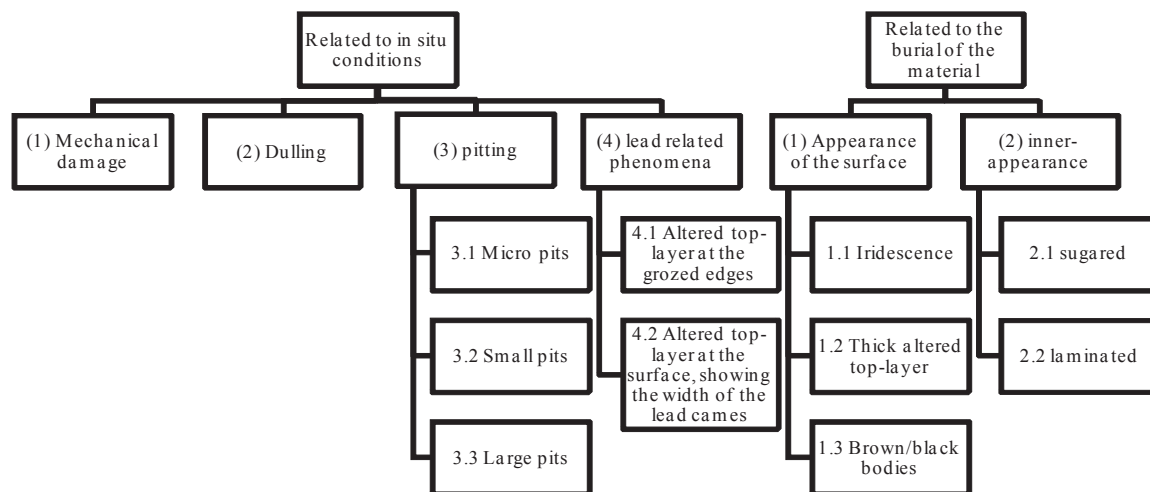 Related to in situ
conditions
Related to the
burial of the
material
(1) Mechanical
damage
(2) Dulling
(3) pitting
(4) lead related
phenomena
(1) Appearance
of the surface
(2) inner-
appearance
3.1 Micro pits
3.2 Small pits
3.3 Large pits
4.1 Altered top-
layer at the
grozed edges
4.2 Altered top-
layer at the
surface, showing
the width of the
lead cames
1.1 Iridescence
1.2 Thick altered
top-layer
1.3 Brown/black
bodies
2.1 sugared
2.2 laminated